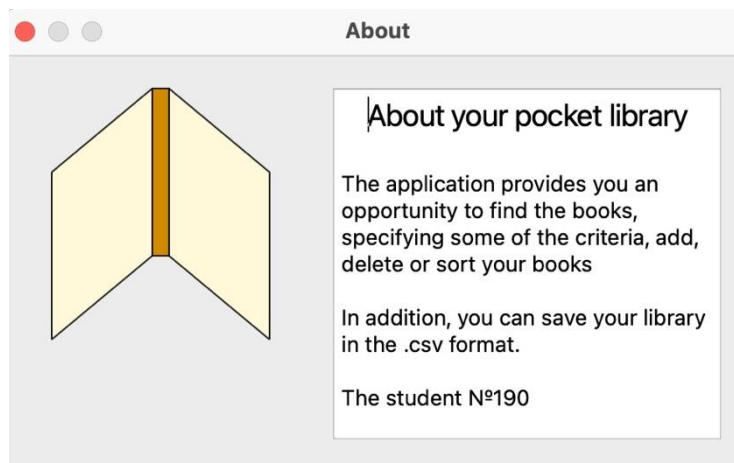 About
About your pocket library
The application provides you an
opportunity to find the books,
specifying some of the criteria, add,
delete or sort your books
In addition, you can save your library
in the .csv format.
The student Nº190